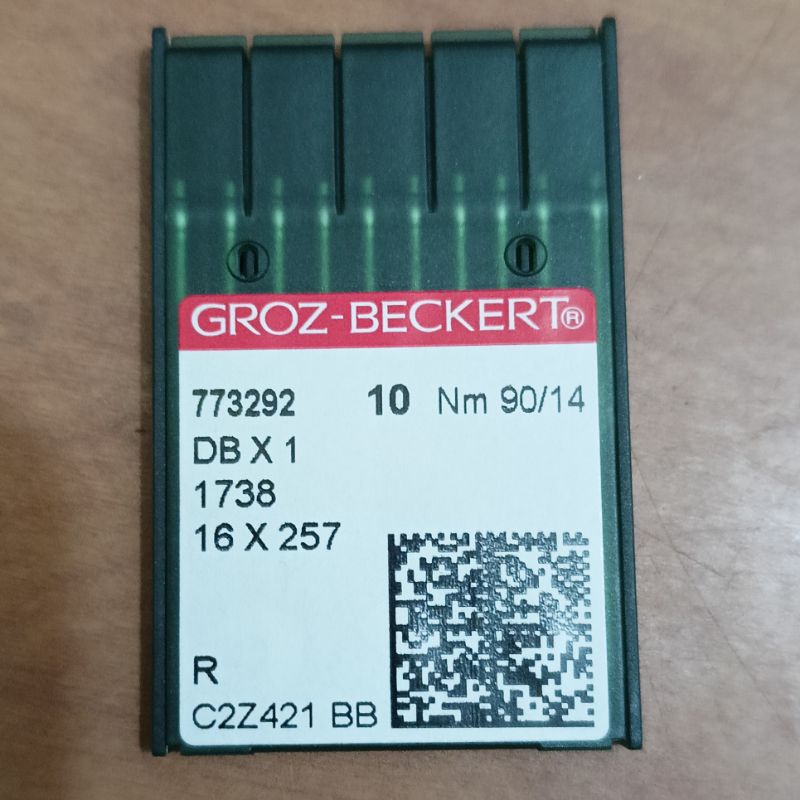 GROZ-BECKERT®
773292 10 Nm 90/14
DB X 1
1738
16 X 257
R
C2Z421 BB